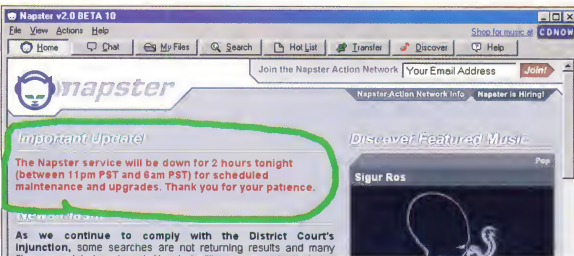 Napster v2.0 BETA 10
File View Actions Help
Shop for music at CDNOW
Home Chat My Files Search Hot List Transfer Discover Help
Join the Napster Action Network Your Email Address Join!
napster
Napster Action Network Info Napster is Hiring!
Important Update!
Discover Featured Music
The Napster service will be down for 2 hours tonight
(between 11pm PST and 6am PST) for scheduled
maintenance and upgrades. Thank you for your patience.
Pop
Sigur Ros
As we continue to comply with the District Court's
injunction, some searches are not returning results and many